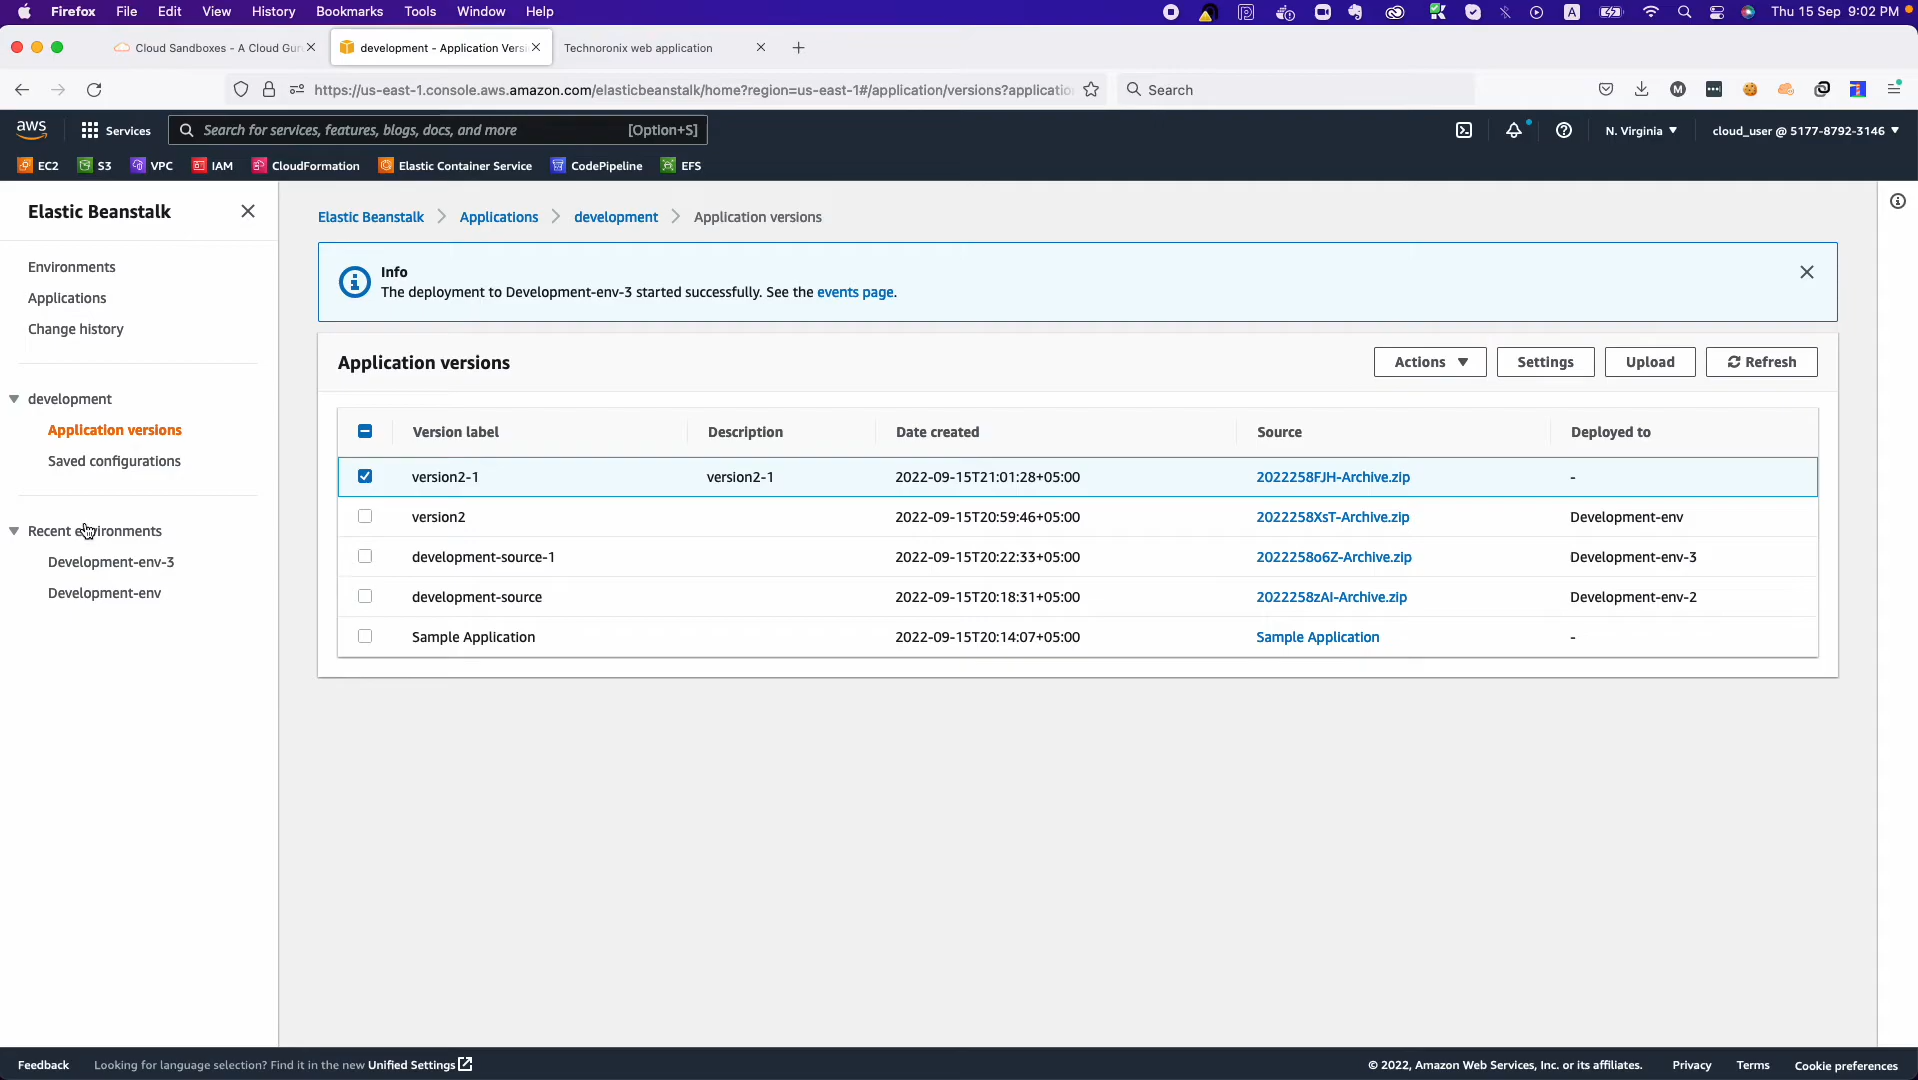 Firefox File Edit View History Bookmarks Tools Window Help A Thu 15 Sep 9:02 PM
Cloud Sandboxes - A Cloud Gur development - Application Versi Technoronix web application
https://us-east-1.console.aws.amazon.com/elasticbeanstalk/home?region=us-east-1#/application/versions?applicatio Search
aws Services Search for services, features, blogs, docs, and more [Option+S] N. Virginia cloud_user @ 5177-8792-3146
EC2 S3 VPC IAM CloudFormation Elastic Container Service CodePipeline EFS
Elastic Beanstalk
Environments
Applications
Change history
development
Application versions
Saved configurations
Recent environments
Development-env-3
Development-env
Elastic Beanstalk Applications development Application versions
Info
The deployment to Development-env-3 started successfully. See the events page.
Application versions Actions Settings Upload Refresh
Version label Description Date created Source Deployed to
version2-1 version2-1 2022-09-15T21:01:28+05:00 2022258FJH-Archive.zip -
version2 2022-09-15T20:59:46+05:00 2022258XsT-Archive.zip Development-env
development-source-1 2022-09-15T20:22:33+05:00 2022258o6Z-Archive.zip Development-env-3
development-source 2022-09-15T20:18:31+05:00 2022258zAI-Archive.zip Development-env-2
Sample Application 2022-09-15T20:14:07+05:00 Sample Application -
Feedback Looking for language selection? Find it in the new Unified Settings © 2022, Amazon Web Services, Inc. or its affiliates. Privacy Terms Cookie preferences